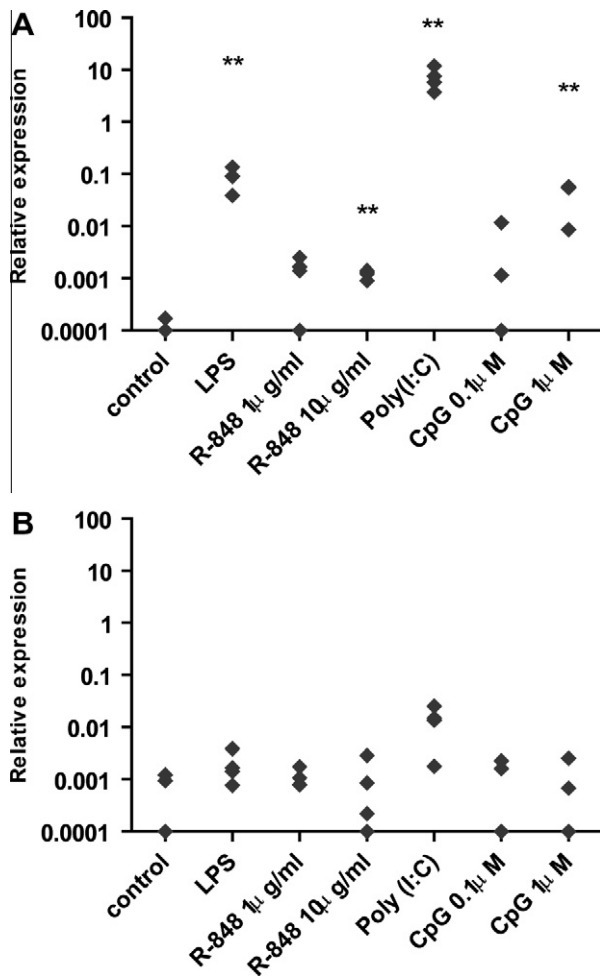 A
Relative expression
100
10
1
0.1
0.01
0.001
0.0001
**
**
**
**
control
LPS
R-848 1μ g/ml
R-848 10μ g/ml
Poly(I:C)
CpG 0.1μ M
CpG 1μ M
B
Relative expression
100
10
1
0.1
0.01
0.001
0.0001
control
LPS
R-848 1μ g/ml
R-848 10μ g/ml
Poly (I:C)
CpG 0.1μ M
CpG 1μ M